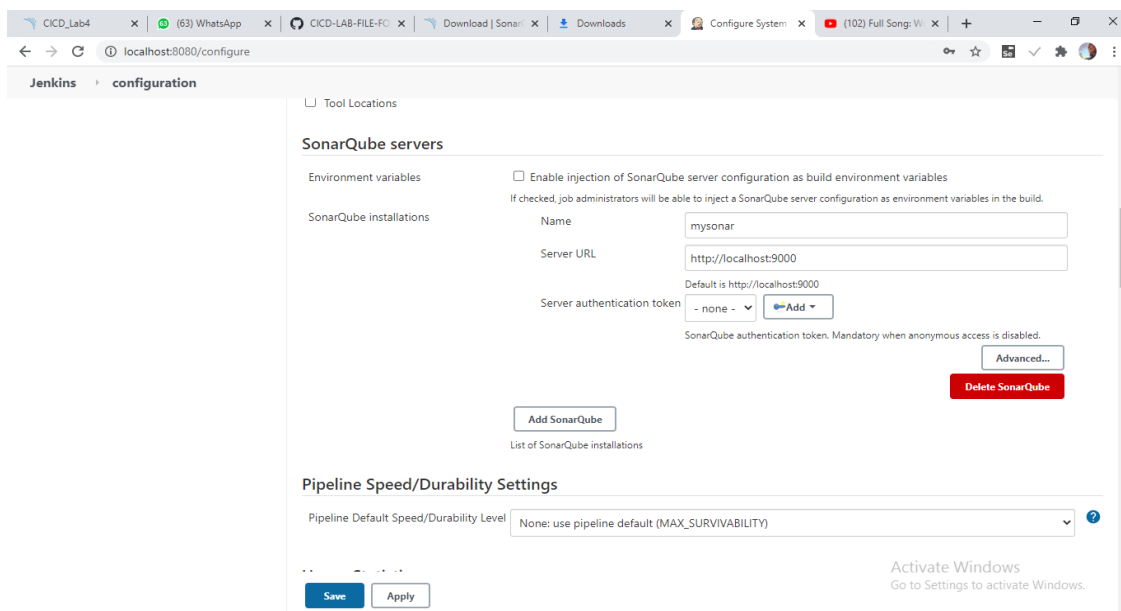 CICD_Lab4
(63) WhatsApp
CICD-LAB-FILE-FO
Download | Sonar
Downloads
Configure System
(102) Full Song: W
localhost:8080/configure
Jenkins
configuration
Tool Locations
SonarQube servers
Environment variables
Enable injection of SonarQube server configuration as build environment variables
If checked, job administrators will be able to inject a SonarQube server configuration as environment variables in the build.
SonarQube installations
Name
mysonar
Server URL
http://localhost:9000
Default is http://localhost:9000
Server authentication token
- none -
Add
SonarQube authentication token. Mandatory when anonymous access is disabled.
Advanced...
Delete SonarQube
Add SonarQube
List of SonarQube installations
Pipeline Speed/Durability Settings
Pipeline Default Speed/Durability Level
None: use pipeline default (MAX_SURVIVABILITY)
Activate Windows
Go to Settings to activate Windows.
Save
Apply